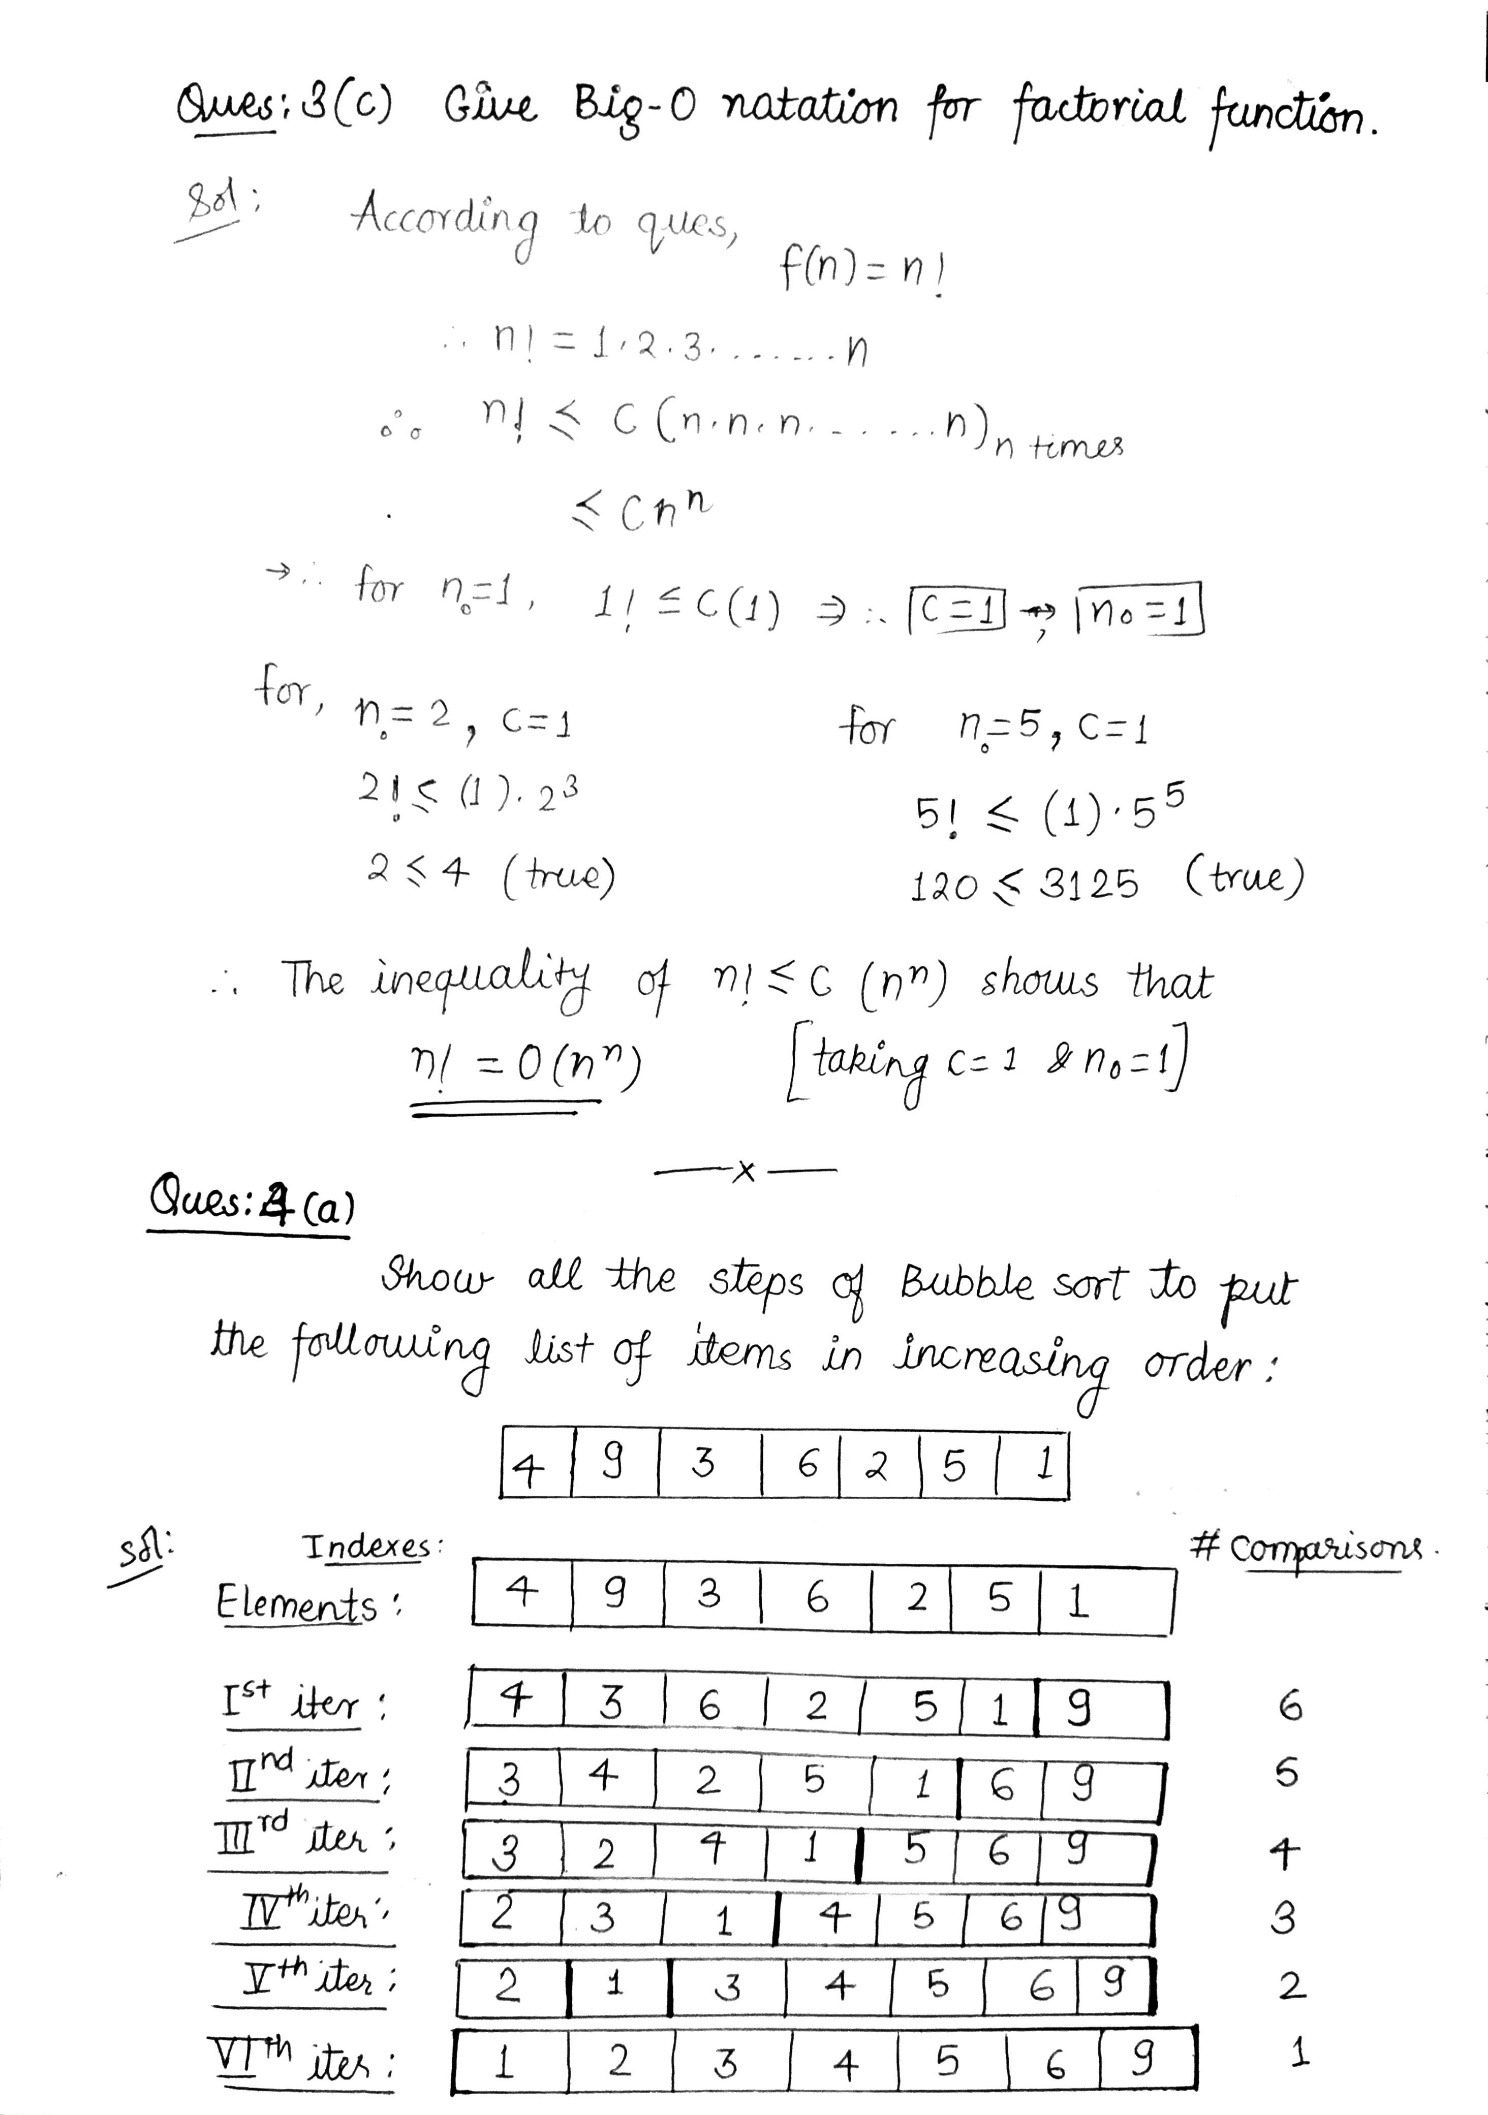 Ques: 3(c) Give Big-O natation for factorial function.
Sol: According to ques,
f(n) = n!
∴ n! = 1.2.3........n
∴ n! ≤ C (n.n.n.......n) n times
≤ C nⁿ
→ ∴ for n₀=1, 1! ≤ C(1) ⇒ ∴ C=1 , n₀=1
for, n₀=2, C=1 for n₀=5, C=1
2! ≤ (1).2³ 5! ≤ (1).5⁵
2 ≤ 4 (true) 120 ≤ 3125 (true)
∴ The inequality of n! ≤ C (nⁿ) shows that
n! = O(nⁿ) [taking C=1 & n₀=1]
—x—
Ques: 4(a)
Show all the steps of Bubble sort to put
the following list of items in increasing order:
4 9 3 6 2 5 1
Sol: Indexes: # Comparisons.
Elements: 4 9 3 6 2 5 1
Iˢᵗ iter: 4 3 6 2 5 1 9 6
IIⁿᵈ iter: 3 4 2 5 1 6 9 5
IIIʳᵈ iter: 3 2 4 1 5 6 9 4
IVᵗʰ iter: 2 3 1 4 5 6 9 3
Vᵗʰ iter: 2 1 3 4 5 6 9 2
VIᵗʰ iter: 1 2 3 4 5 6 9 1